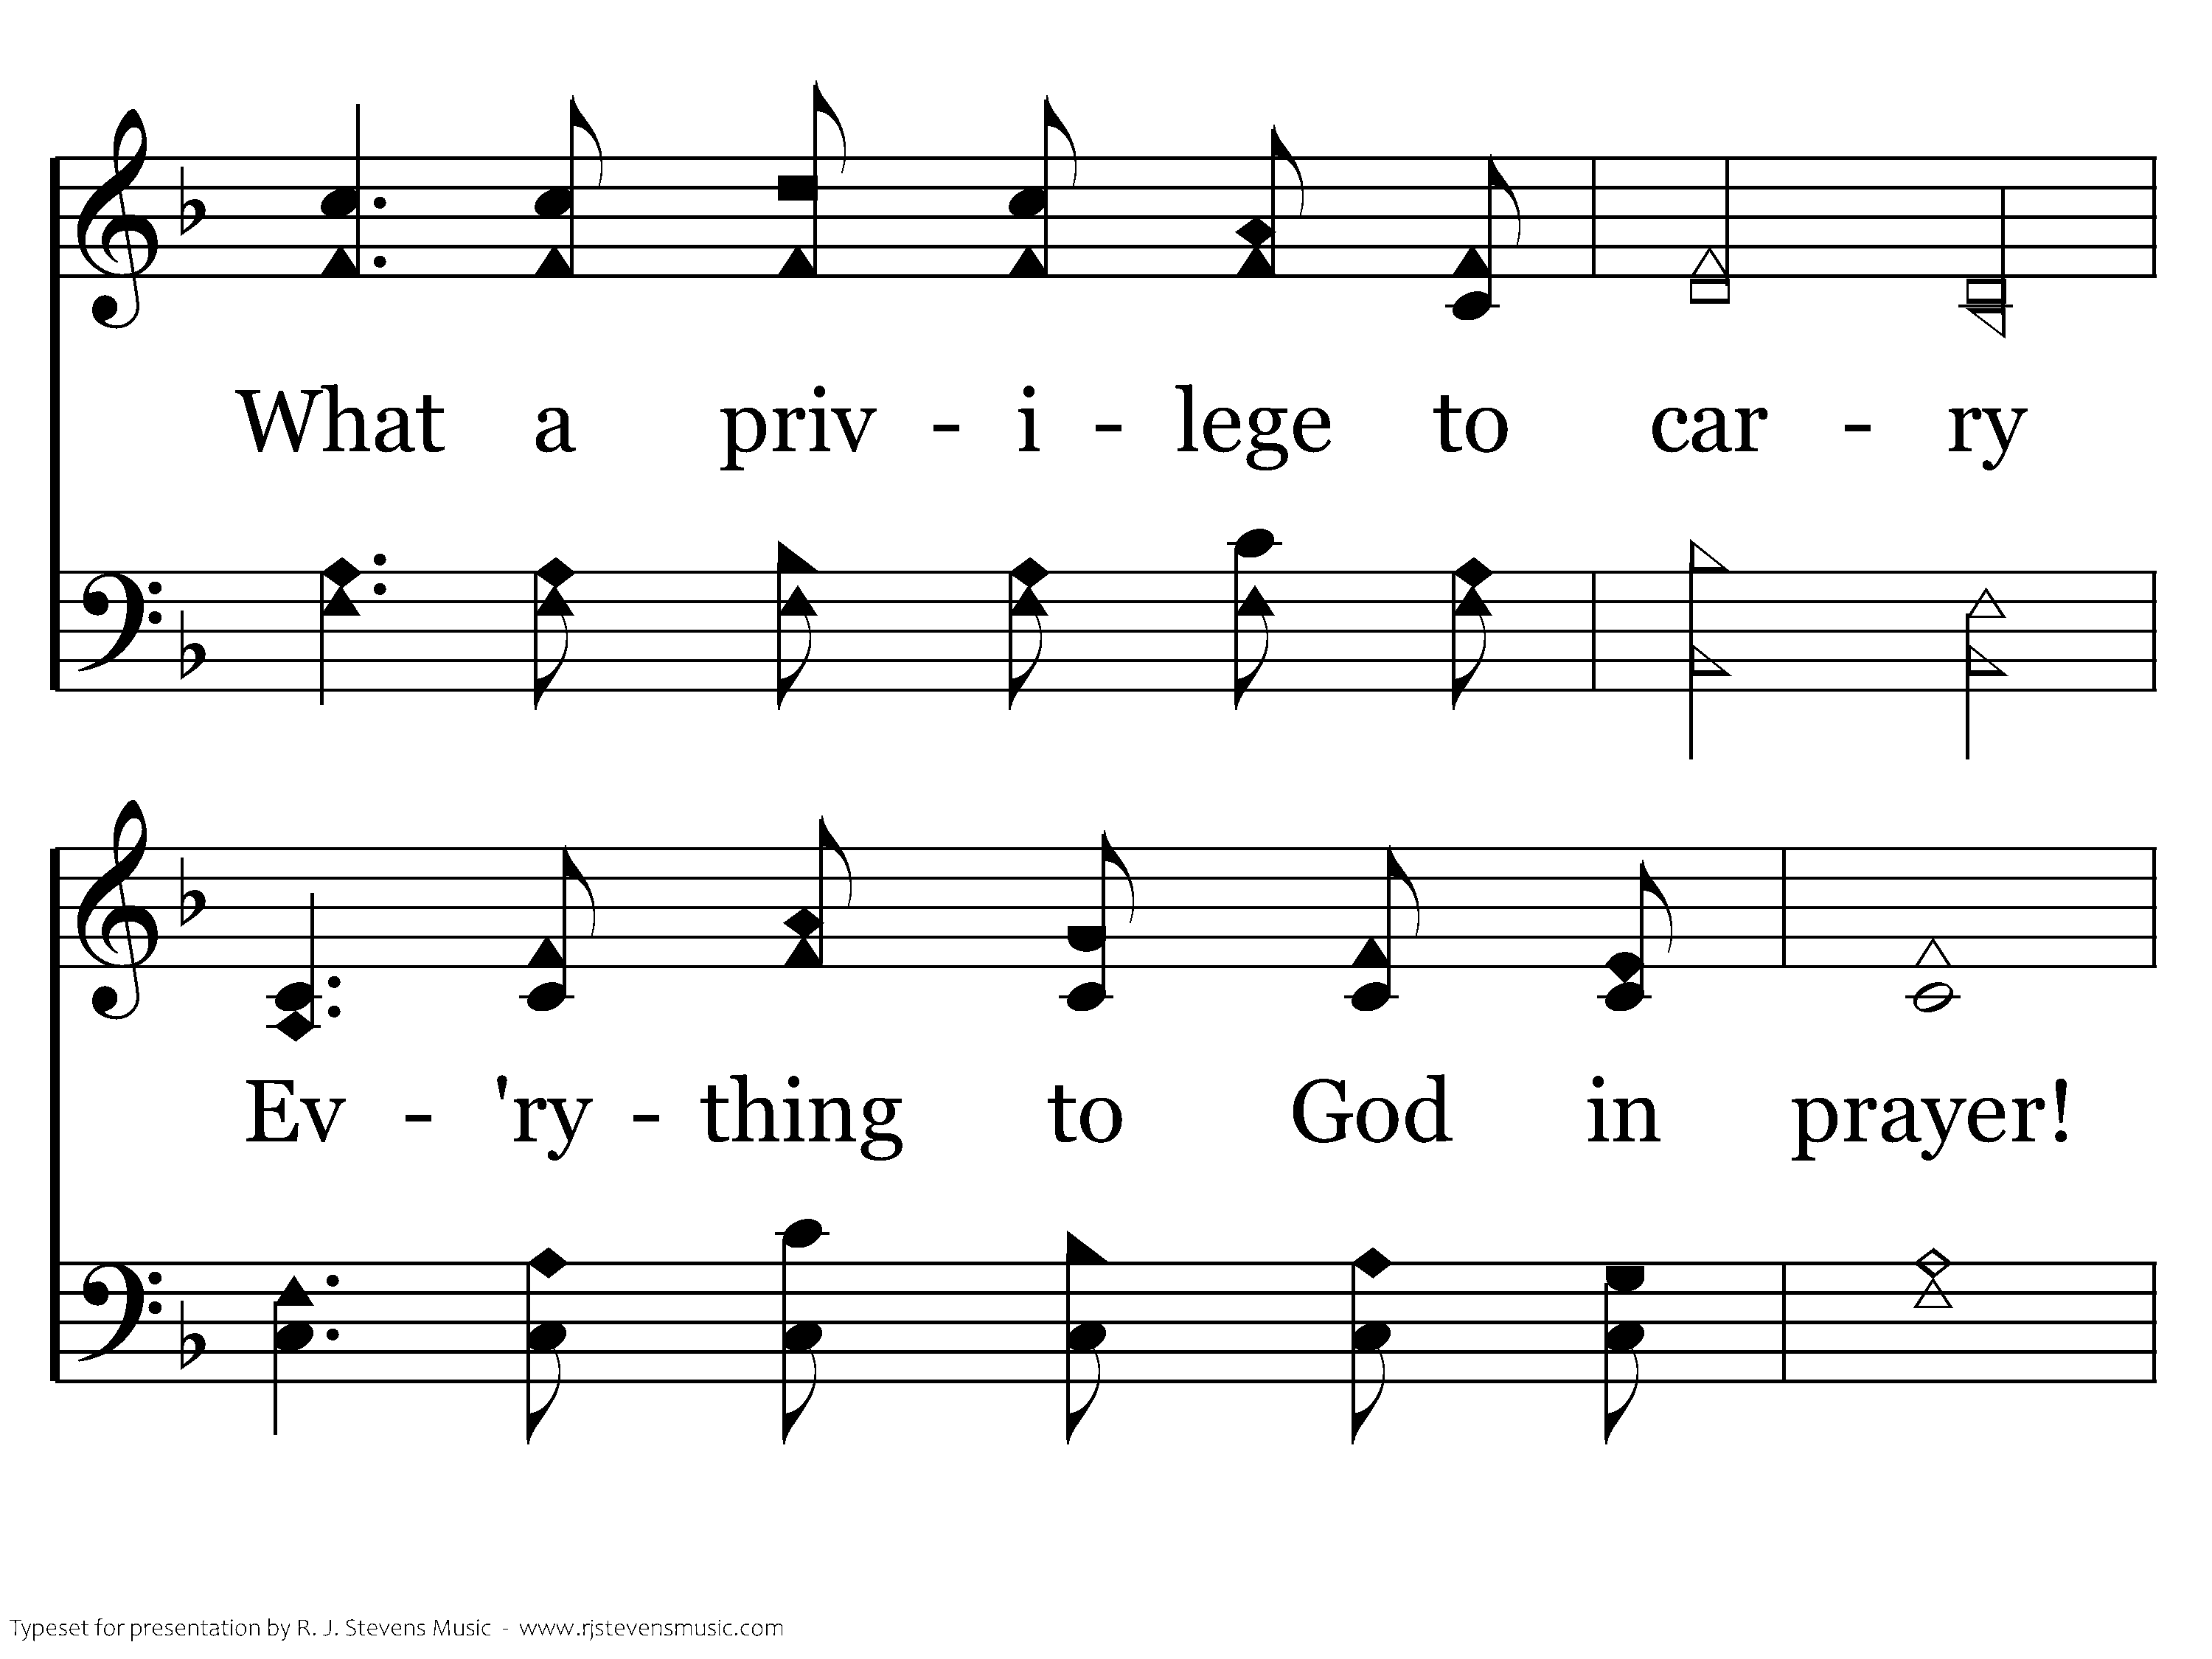 What a priv - i - lege to car - ry
Ev - 'ry - thing to God in prayer!
Typeset for presentation by R. J. Stevens Music - www.rjstevensmusic.com